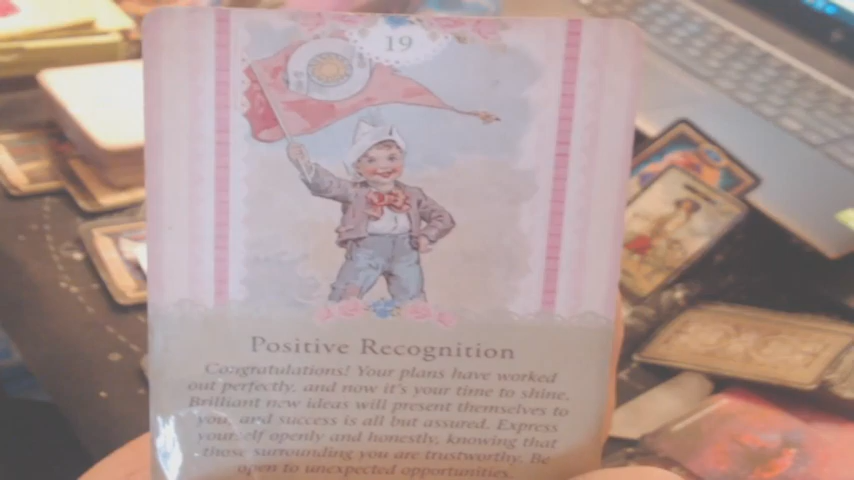 19
Positive Recognition
Congratulations! Your plans have worked
out perfectly, and now it's your time to shine.
Brilliant new ideas will present themselves to
you, and success is all but assured. Express
yourself openly and honestly, knowing that
those surrounding you are trustworthy. Be
open to unexpected opportunities.